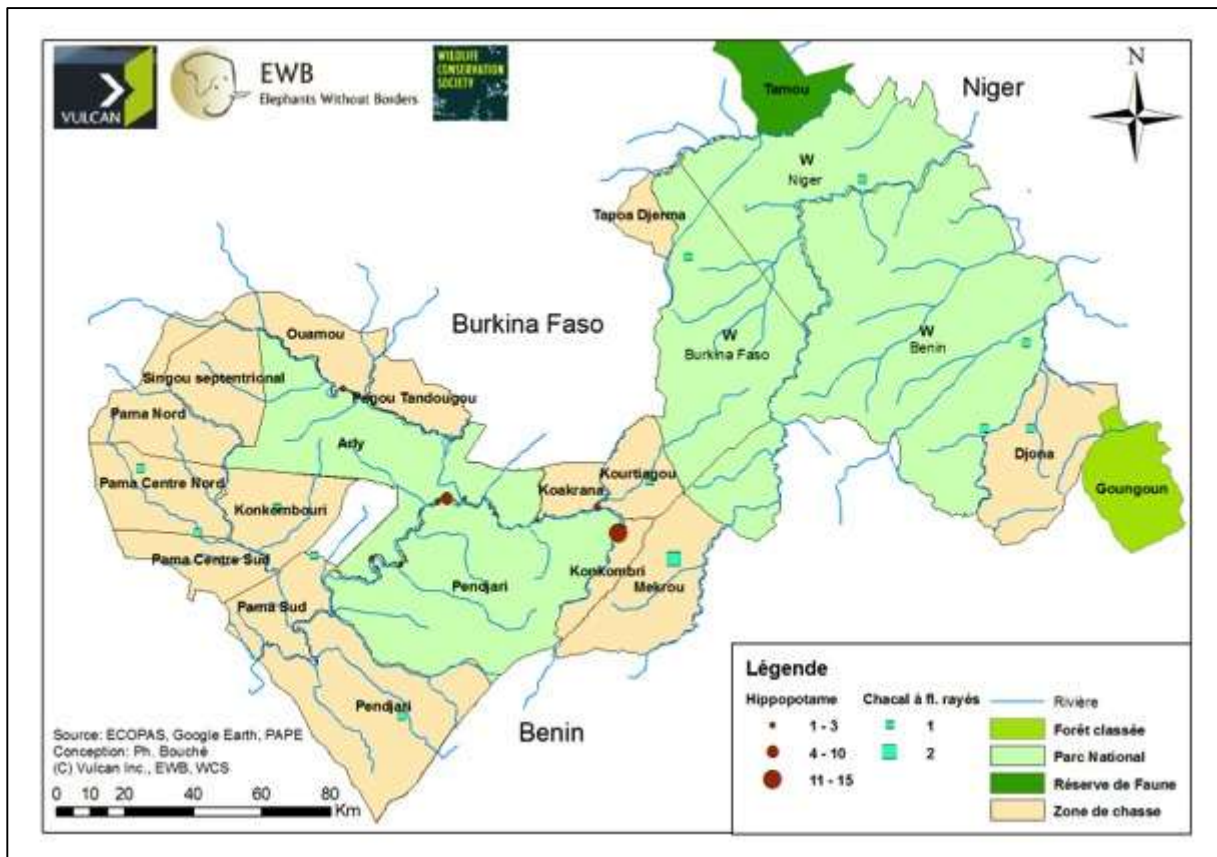 VULCAN
EWB
Elephants Without Borders
WILDLIFE
CONSERVATION
SOCIETY
N
Niger
Tamou
W
Niger
Tapoa Djerma
Burkina Faso
Ouamou
W
Burkina Faso
W
Benin
Singou septentrional
Pagou Tandougou
Pama Nord
Arly
Djona
Kourtiagou
Koakrana
Pama Centre Nord
Konkombouri
Goungoun
Pama Centre Sud
Konkombri
Pendjari
Mekrou
Pama Sud
Pendjari
Benin
Source: ECOPAS, Google Earth, PAPE
Conception: Ph. Bouché
(C) Vulcan Inc., EWB, WCS
0 10 20 40 60 80
Km
Légende
Hippopotame
1 - 3
4 - 10
11 - 15
Chacal à fl. rayés
1
2
Rivière
Forêt classée
Parc National
Réserve de Faune
Zone de chasse